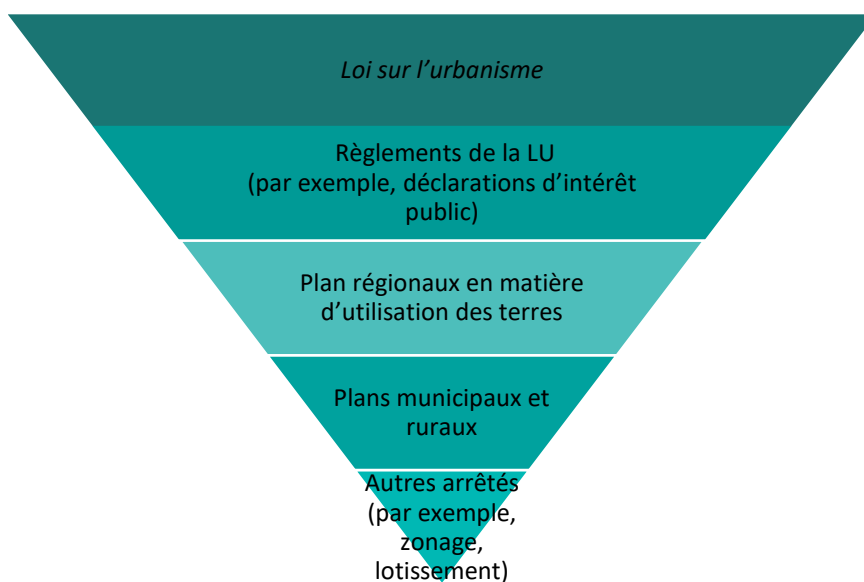 Loi sur l’urbanisme
Règlements de la LU
(par exemple, déclarations d’intérêt
public)
Plan régionaux en matière
d’utilisation des terres
Plans municipaux et
ruraux
Autres arrêtés
(par exemple,
zonage,
lotissement)